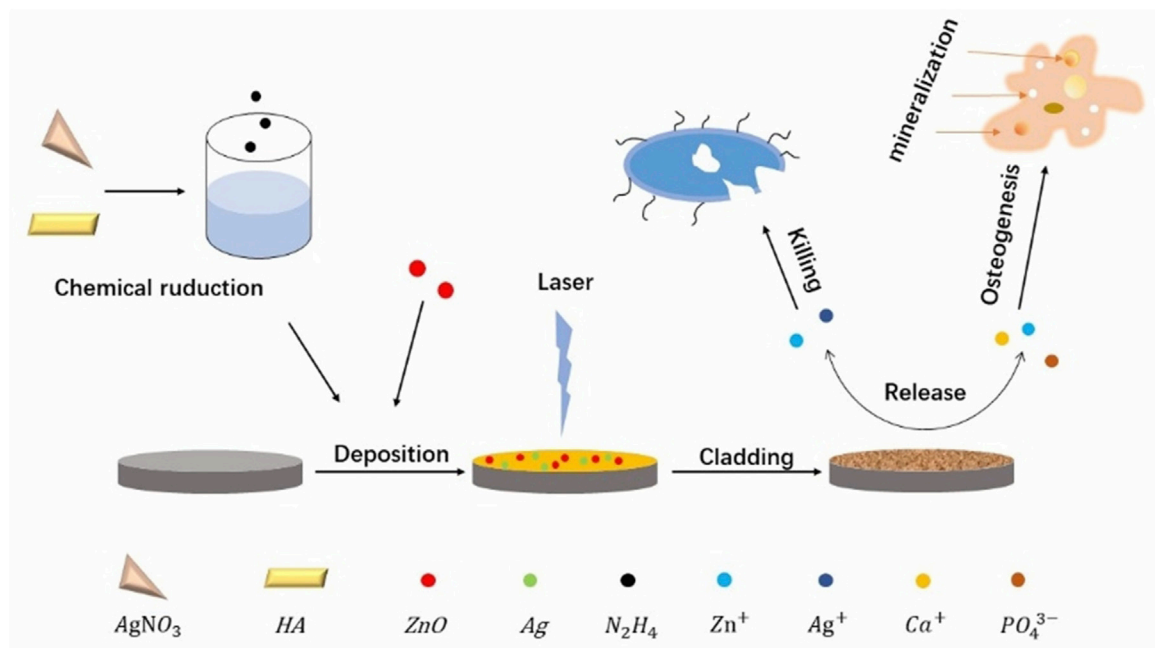 mineralization
Chemical ruduction
Laser
Killing
Osteogenesis
Release
Deposition
Cladding
AgNO₃
HA
ZnO
Ag
N₂H₄
Zn⁺
Ag⁺
Ca⁺
PO₄³⁻